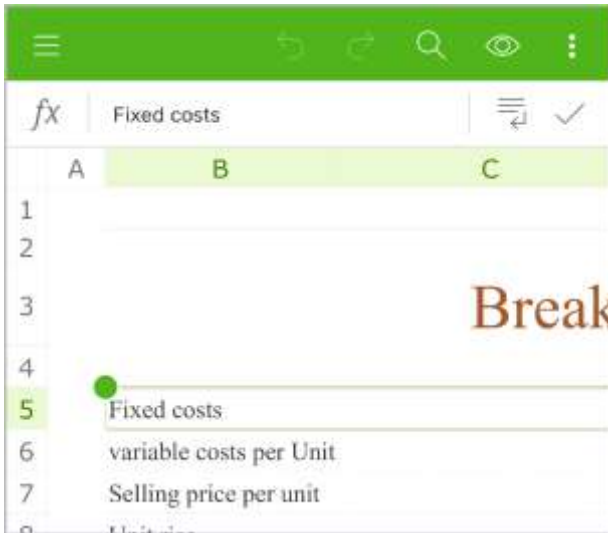 fx Fixed costs
A B C
1
2
3 Break
4
5 Fixed costs
6 variable costs per Unit
7 Selling price per unit